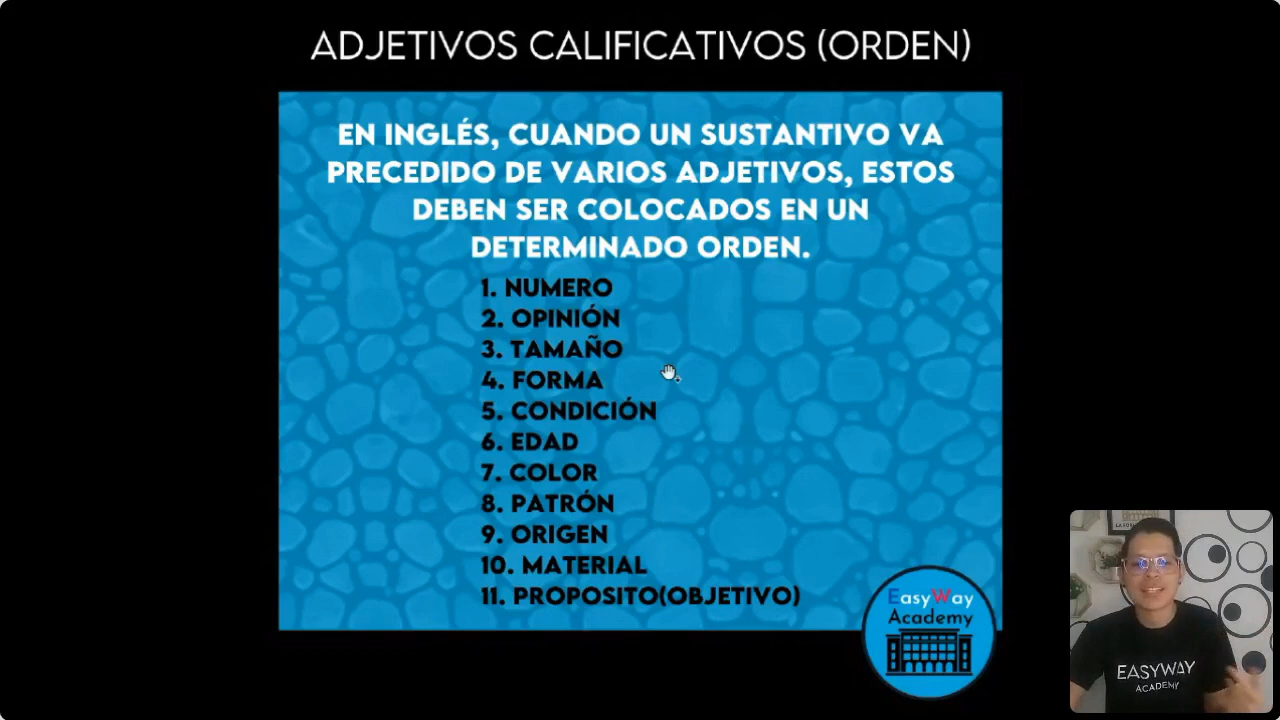 ADJETIVOS CALIFICATIVOS (ORDEN)
EN INGLÉS, CUANDO UN SUSTANTIVO VA
PRECEDIDO DE VARIOS ADJETIVOS, ESTOS
DEBEN SER COLOCADOS EN UN
DETERMINADO ORDEN.
1. NUMERO
2. OPINIÓN
3. TAMAÑO
4. FORMA
5. CONDICIÓN
6. EDAD
7. COLOR
8. PATRÓN
9. ORIGEN
10. MATERIAL
11. PROPOSITO(OBJETIVO)
EasyWay
Academy
EASYWAY
ACADEMY